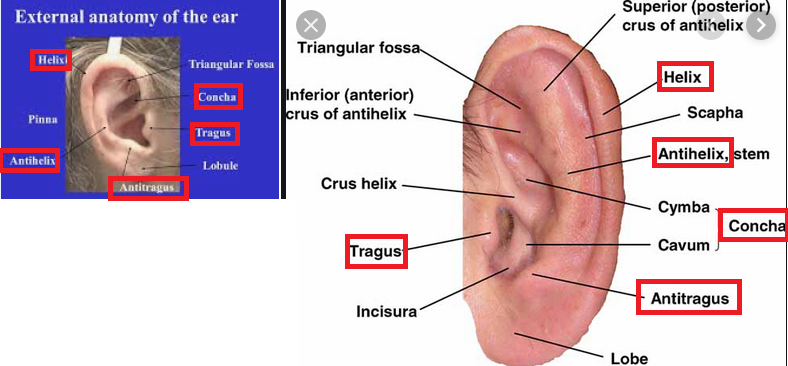 External anatomy of the ear
Helix
Triangular Fossa
Concha
Pinna
Tragus
Antihelix
Lobule
Antitragus
Superior (posterior)
crus of antihelix
Triangular fossa
Helix
Inferior (anterior)
crus of antihelix
Scapha
Antihelix, stem
Crus helix
Cymba
Concha
Cavum
Tragus
Antitragus
Incisura
Lobe